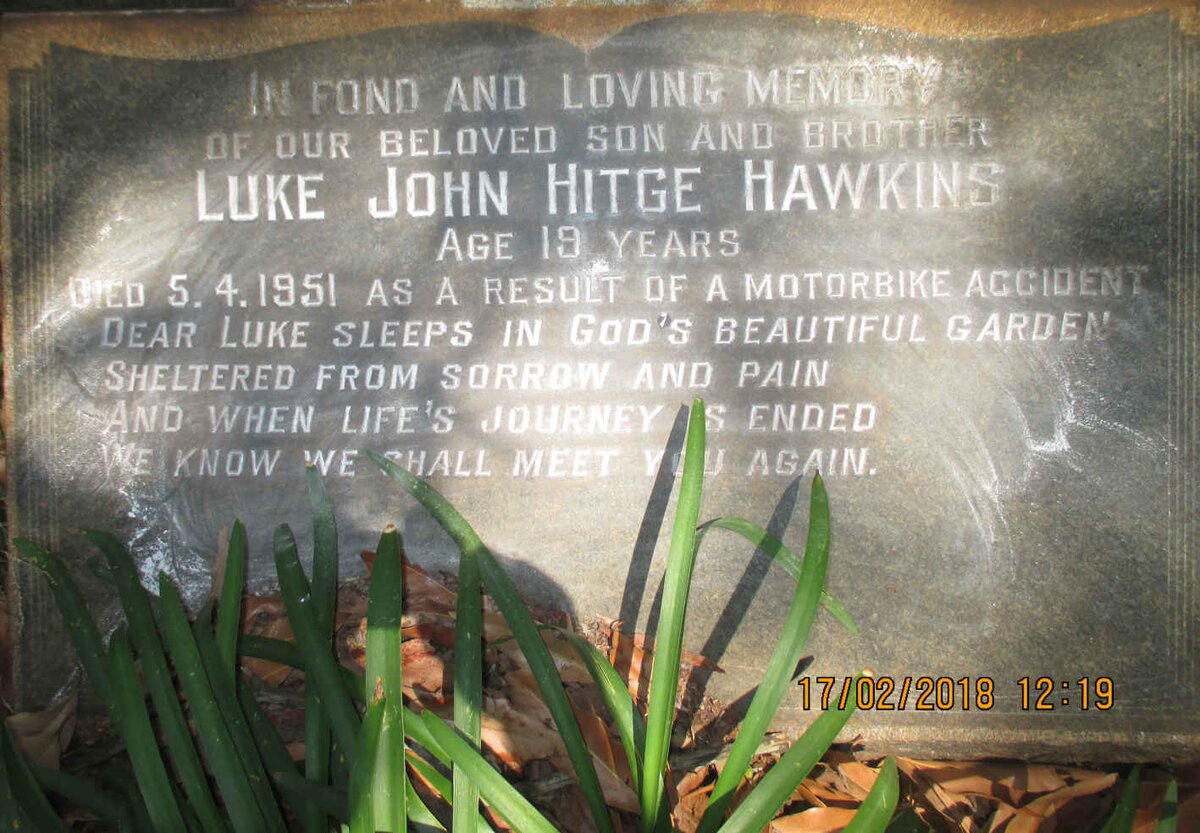 IN FOND AND LOVING MEMORY
OF OUR BELOVED SON AND BROTHER
LUKE JOHN HITGE HAWKINS
AGE 19 YEARS
DIED 5.4.1951 AS A RESULT OF A MOTORBIKE ACCIDENT
DEAR LUKE SLEEPS IN GOD'S BEAUTIFUL GARDEN
SHELTERED FROM SORROW AND PAIN
AND WHEN LIFE'S JOURNEY IS ENDED
WE KNOW WE SHALL MEET YOU AGAIN.
17/02/2018 12:19